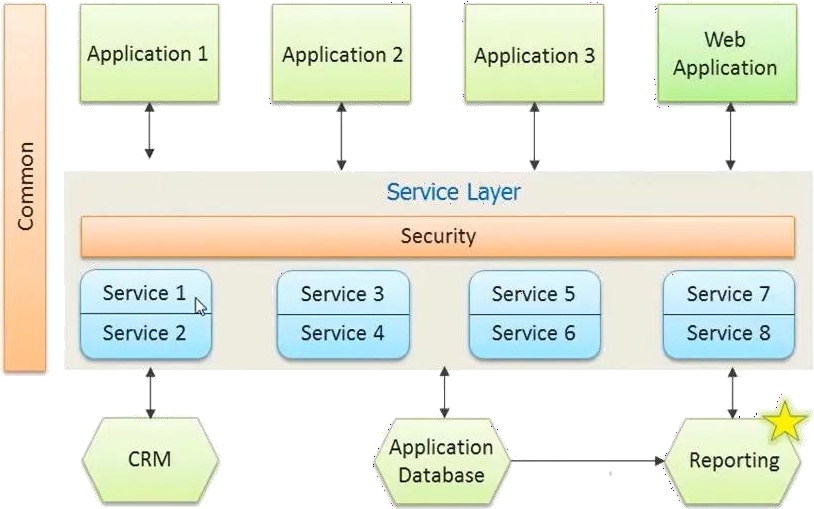 Application 1
Application 2
Application 3
Web
Application
Common
Service Layer
Security
Service 1
Service 3
Service 5
Service 7
Service 2
Service 4
Service 6
Service 8
CRM
Application
Database
Reporting